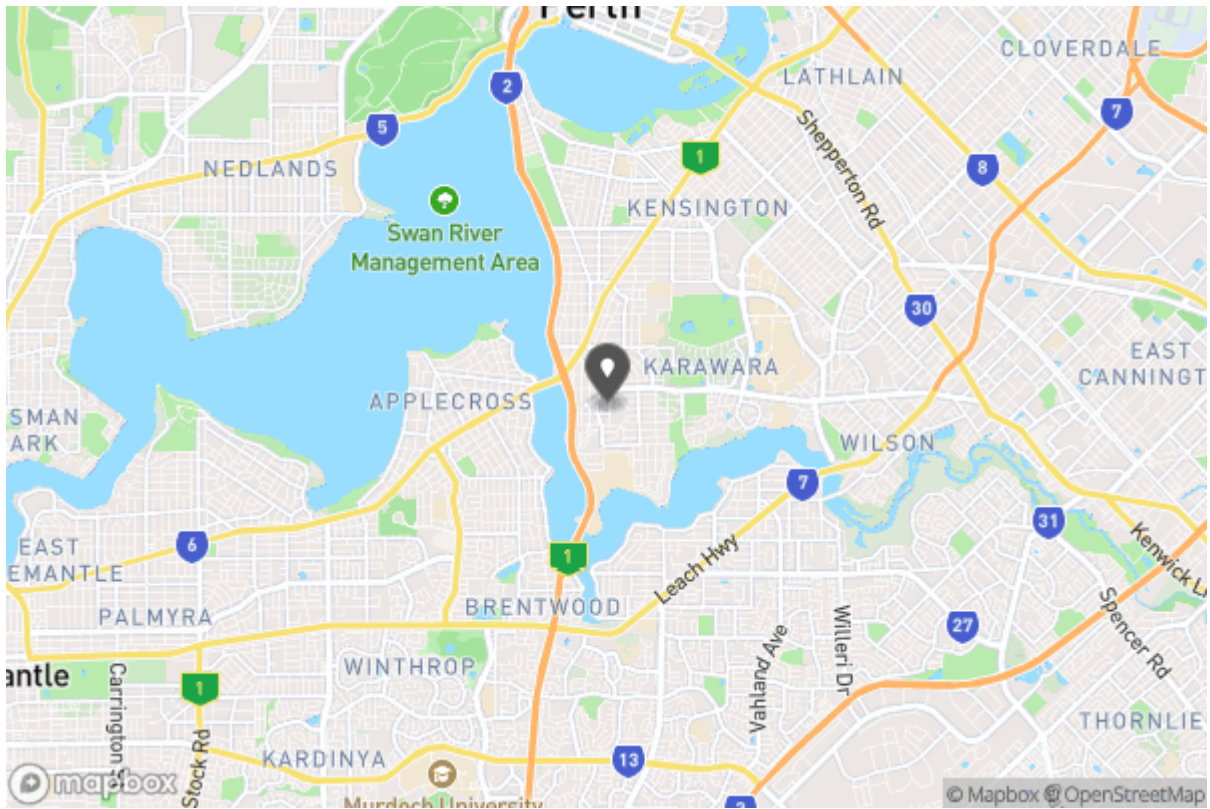 Perth
CLOVERDALE
LATHLAIN
2
7
5
Shepperton Rd
1
8
NEDLANDS
KENSINGTON
Swan River
Management Area
30
KARAWARA
EAST
CANNINGT
APPLECROSS
SMAN
ARK
WILSON
7
31
6
EAST
EMANTLE
1
Kenwick Li
Leach Hwy
BRENTWOOD
PALMYRA
27
Spencer Rd
Willeri Dr
Vahland Ave
WINTHROP
antle
1
Carrington St
THORNLIE
Stock Rd
KARDINYA
13
mapbox
Murdoch University
© Mapbox © OpenStreetMap